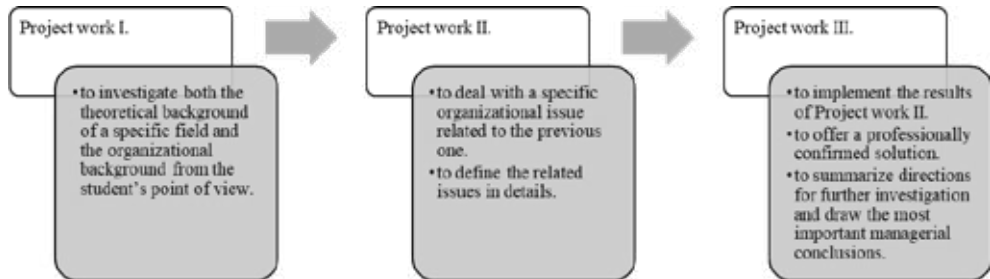 Project work I.
•to investigate both the
theoretical background
of a specific field and
the organizational
background from the
student's point of view.
Project work II.
•to deal with a specific
organizational issue
related to the previous
one.
•to define the related
issues in details.
Project work III.
•to implement the results
of Project work II.
•to offer a professionally
confirmed solution.
•to summarize directions
for further investigation
and draw the most
important managerial
conclusions.